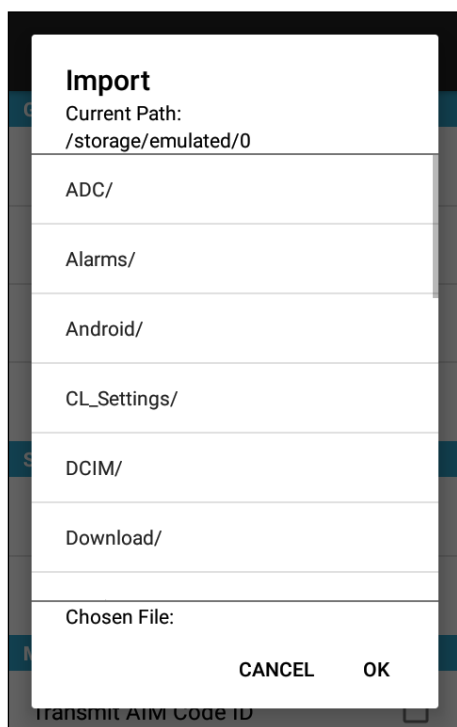 Import
Current Path:
/storage/emulated/0
ADC/
Alarms/
Android/
CL_Settings/
DCIM/
Download/
Chosen File:
CANCEL OK
Transmit AIM Code ID